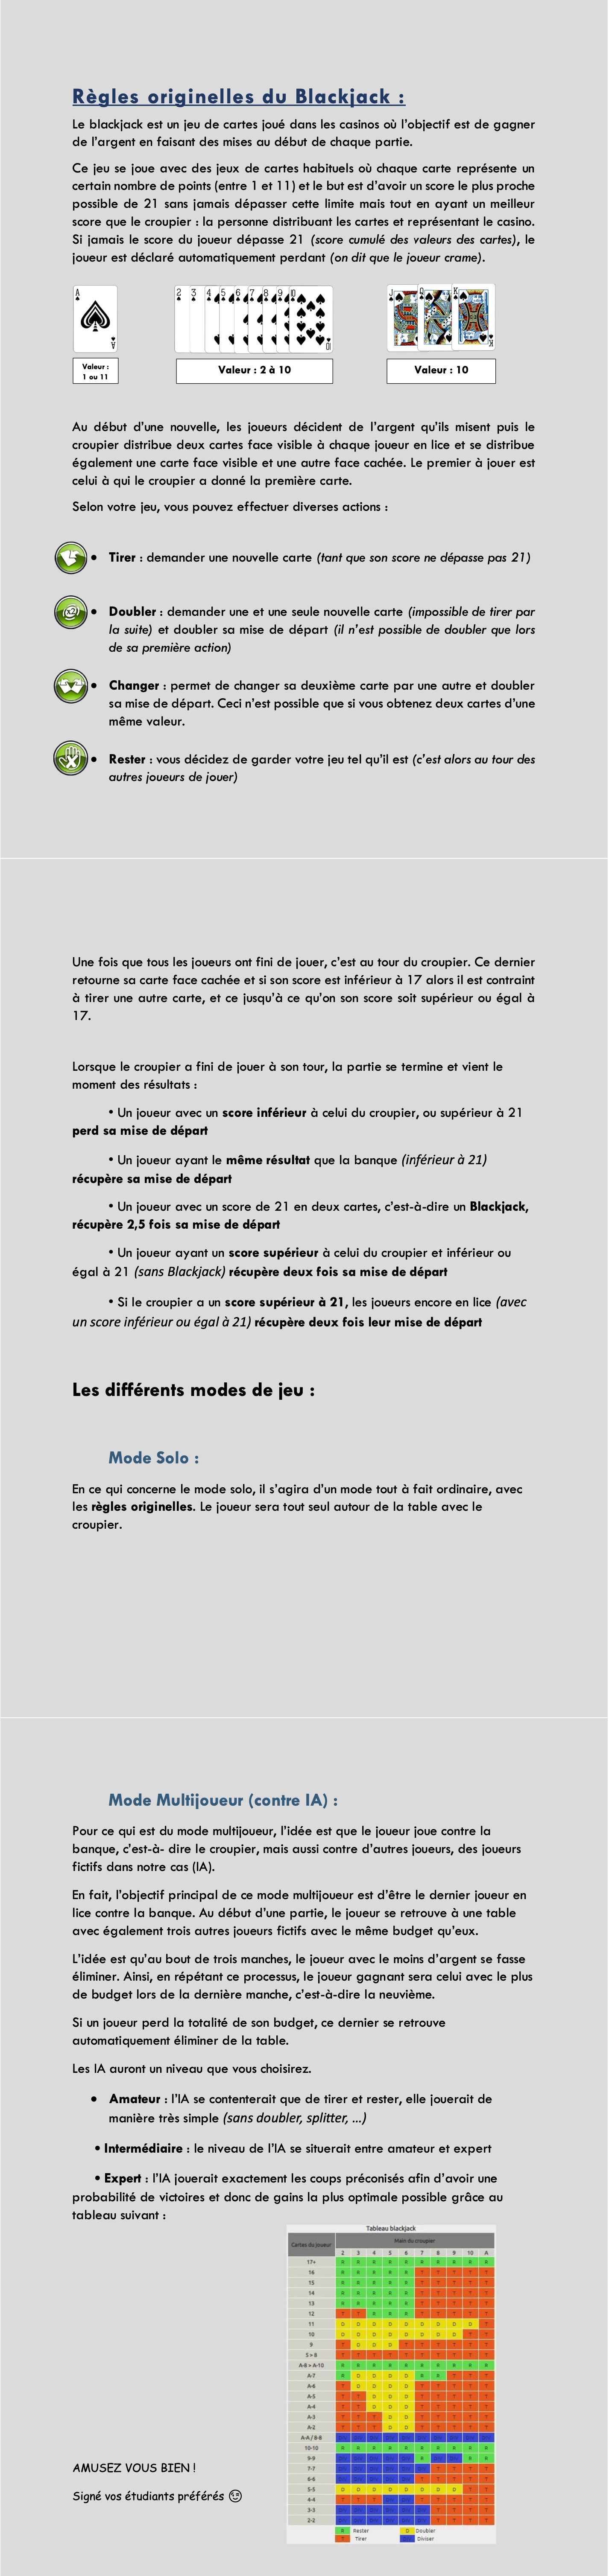 Règles originelles du Blackjack :
Le blackjack est un jeu de cartes joué dans les casinos où l'objectif est de gagner
de l'argent en faisant des mises au début de chaque partie.
Ce jeu se joue avec des jeux de cartes habituels où chaque carte représente un
certain nombre de points (entre 1 et 11) et le but est d'avoir un score le plus proche
possible de 21 sans jamais dépasser cette limite mais tout en ayant un meilleur
score que le croupier : la personne distribuant les cartes et représentant le casino.
Si jamais le score du joueur dépasse 21 (score cumulé des valeurs des cartes), le
joueur est déclaré automatiquement perdant (on dit que le joueur crame).
A 2 3 4 5 6 7 8 9 10 J Q K
Valeur :
1 ou 11
Valeur : 2 à 10
Valeur : 10
Au début d'une nouvelle, les joueurs décident de l'argent qu'ils misent puis le
croupier distribue deux cartes face visible à chaque joueur en lice et se distribue
également une carte face visible et une autre face cachée. Le premier à jouer est
celui à qui le croupier a donné la première carte.
Selon votre jeu, vous pouvez effectuer diverses actions :
• Tirer : demander une nouvelle carte (tant que son score ne dépasse pas 21)
• Doubler : demander une et une seule nouvelle carte (impossible de tirer par
la suite) et doubler sa mise de départ (il n'est possible de doubler que lors
de sa première action)
• Changer : permet de changer sa deuxième carte par une autre et doubler
sa mise de départ. Ceci n'est possible que si vous obtenez deux cartes d'une
même valeur.
• Rester : vous décidez de garder votre jeu tel qu'il est (c'est alors au tour des
autres joueurs de jouer)
Une fois que tous les joueurs ont fini de jouer, c'est au tour du croupier. Ce dernier
retourne sa carte face cachée et si son score est inférieur à 17 alors il est contraint
à tirer une autre carte, et ce jusqu'à ce qu'on son score soit supérieur ou égal à
17.
Lorsque le croupier a fini de jouer à son tour, la partie se termine et vient le
moment des résultats :
• Un joueur avec un score inférieur à celui du croupier, ou supérieur à 21
perd sa mise de départ
• Un joueur ayant le même résultat que la banque (inférieur à 21)
récupère sa mise de départ
• Un joueur avec un score de 21 en deux cartes, c'est-à-dire un Blackjack,
récupère 2,5 fois sa mise de départ
• Un joueur ayant un score supérieur à celui du croupier et inférieur ou
égal à 21 (sans Blackjack) récupère deux fois sa mise de départ
• Si le croupier a un score supérieur à 21, les joueurs encore en lice (avec
un score inférieur ou égal à 21) récupère deux fois leur mise de départ
Les différents modes de jeu :
Mode Solo :
En ce qui concerne le mode solo, il s'agira d'un mode tout à fait ordinaire, avec
les règles originelles. Le joueur sera tout seul autour de la table avec le
croupier.
Mode Multijoueur (contre IA) :
Pour ce qui est du mode multijoueur, l'idée est que le joueur joue contre la
banque, c'est-à- dire le croupier, mais aussi contre d'autres joueurs, des joueurs
fictifs dans notre cas (IA).
En fait, l'objectif principal de ce mode multijoueur est d'être le dernier joueur en
lice contre la banque. Au début d'une partie, le joueur se retrouve à une table
avec également trois autres joueurs fictifs avec le même budget qu'eux.
L'idée est qu'au bout de trois manches, le joueur avec le moins d'argent se fasse
éliminer. Ainsi, en répétant ce processus, le joueur gagnant sera celui avec le plus
de budget lors de la dernière manche, c'est-à-dire la neuvième.
Si un joueur perd la totalité de son budget, ce dernier se retrouve
automatiquement éliminer de la table.
Les IA auront un niveau que vous choisirez.
• Amateur : l'IA se contenterait que de tirer et rester, elle jouerait de
manière très simple (sans doubler, splitter, ...)
• Intermédiaire : le niveau de l'IA se situerait entre amateur et expert
• Expert : l'IA jouerait exactement les coups préconisés afin d'avoir une
probabilité de victoires et donc de gains la plus optimale possible grâce au
tableau suivant :
Tableau blackjack
Cartes du joueur
Main du croupier
2 3 4 5 6 7 8 9 10 A
17+
16
15
14
13
12
11
10
9
5 > 8
A-8 > A-10
A-7
A-6
A-5
A-4
A-3
A-2
A-A / 8-8
10-10
9-9
7-7
6-6
5-5
4-4
3-3
2-2
R Rester D Doubler
T Tirer Diviser
AMUSEZ VOUS BIEN !
Signé vos étudiants préférés 😉